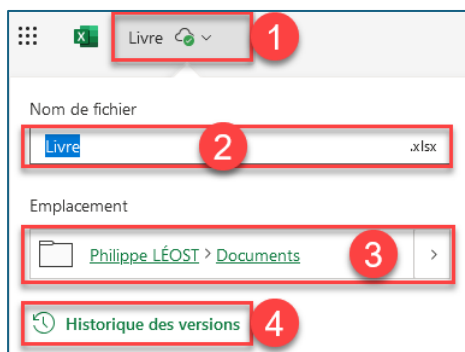 Livre 1
Nom de fichier
Livre 2 .xlsx
Emplacement
Philippe LÉOST > Documents 3 >
Historique des versions 4